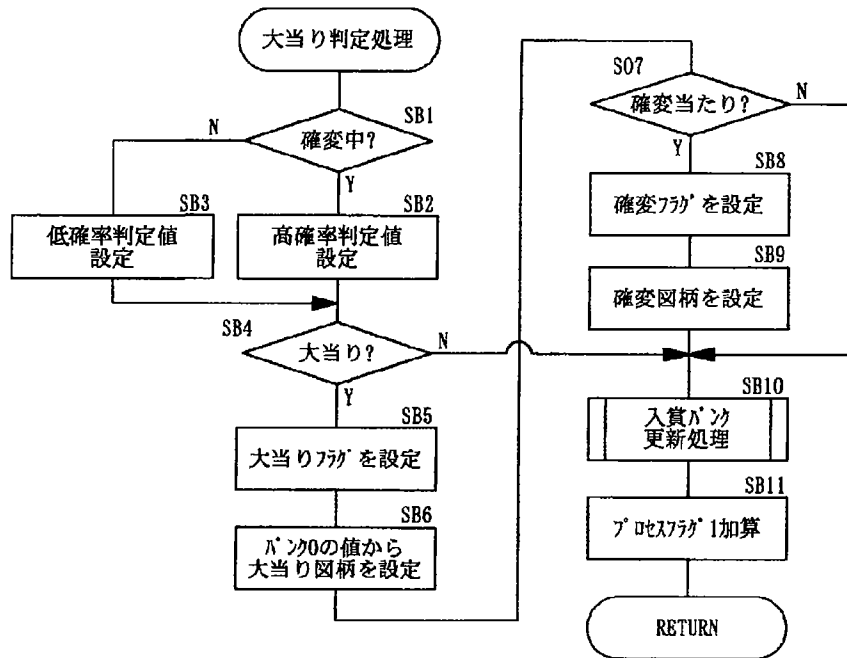 大当り判定処理
SB1
確変中?
N
Y
SB3
低確率判定値
設定
SB2
高確率判定値
設定
SB4
大当り?
N
Y
SB5
大当りフラグを設定
SB6
バンク0の値から
大当り図柄を設定
S07
確変当たり?
N
Y
SB8
確変フラグを設定
SB9
確変図柄を設定
SB10
入賞バンク
更新処理
SB11
プロセスフラグ1加算
RETURN